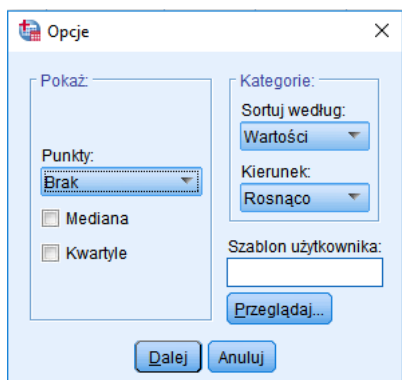 Opcje
Pokaż:
Punkty:
Brak
Mediana
Kwartyle
Kategorie:
Sortuj według:
Wartości
Kierunek:
Rosnąco
Szablon użytkownika:
Przeglądaj...
Dalej
Anuluj